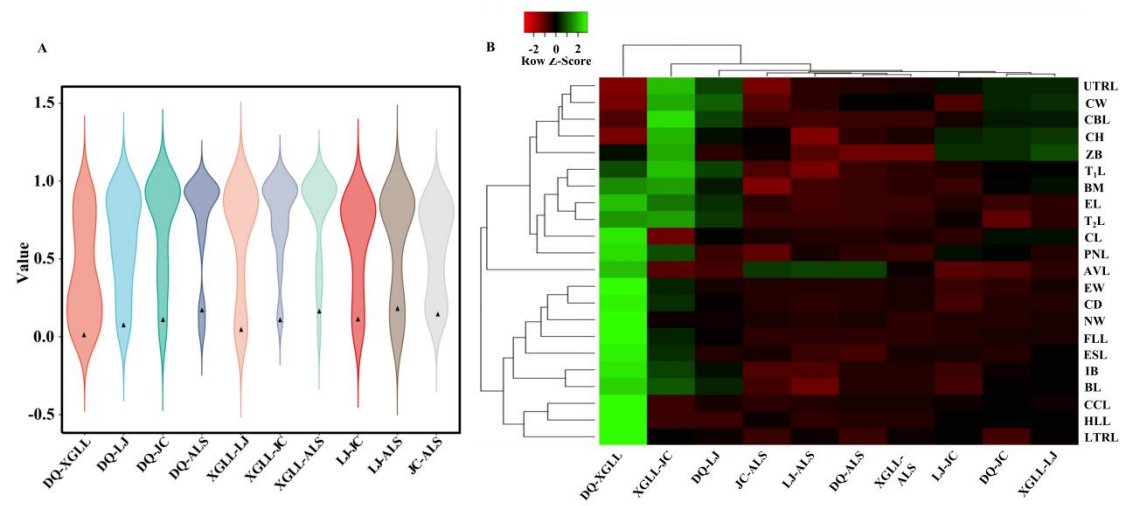 A
Value
1.5
1.0
0.5
0.0
-0.5
DQ-XGLL
DQ-LJ
DQ-JC
DQ-ALS
XGLL-LJ
XGLL-JC
XGLL-ALS
LJ-JC
LJ-ALS
JC-ALS
B
-2 0 2
Row Z-Score
UTRL
CW
CBL
CH
ZB
T₁L
BM
EL
T₂L
CL
PNL
AVL
EW
CD
NW
FLL
ESL
IB
BL
CCL
HLL
LTRL
DQ-XGLL
XGLL-JC
DQ-LJ
JC-ALS
LJ-ALS
DQ-ALS
XGLL-
ALS
LJ-JC
DQ-JC
XGLL-LJ